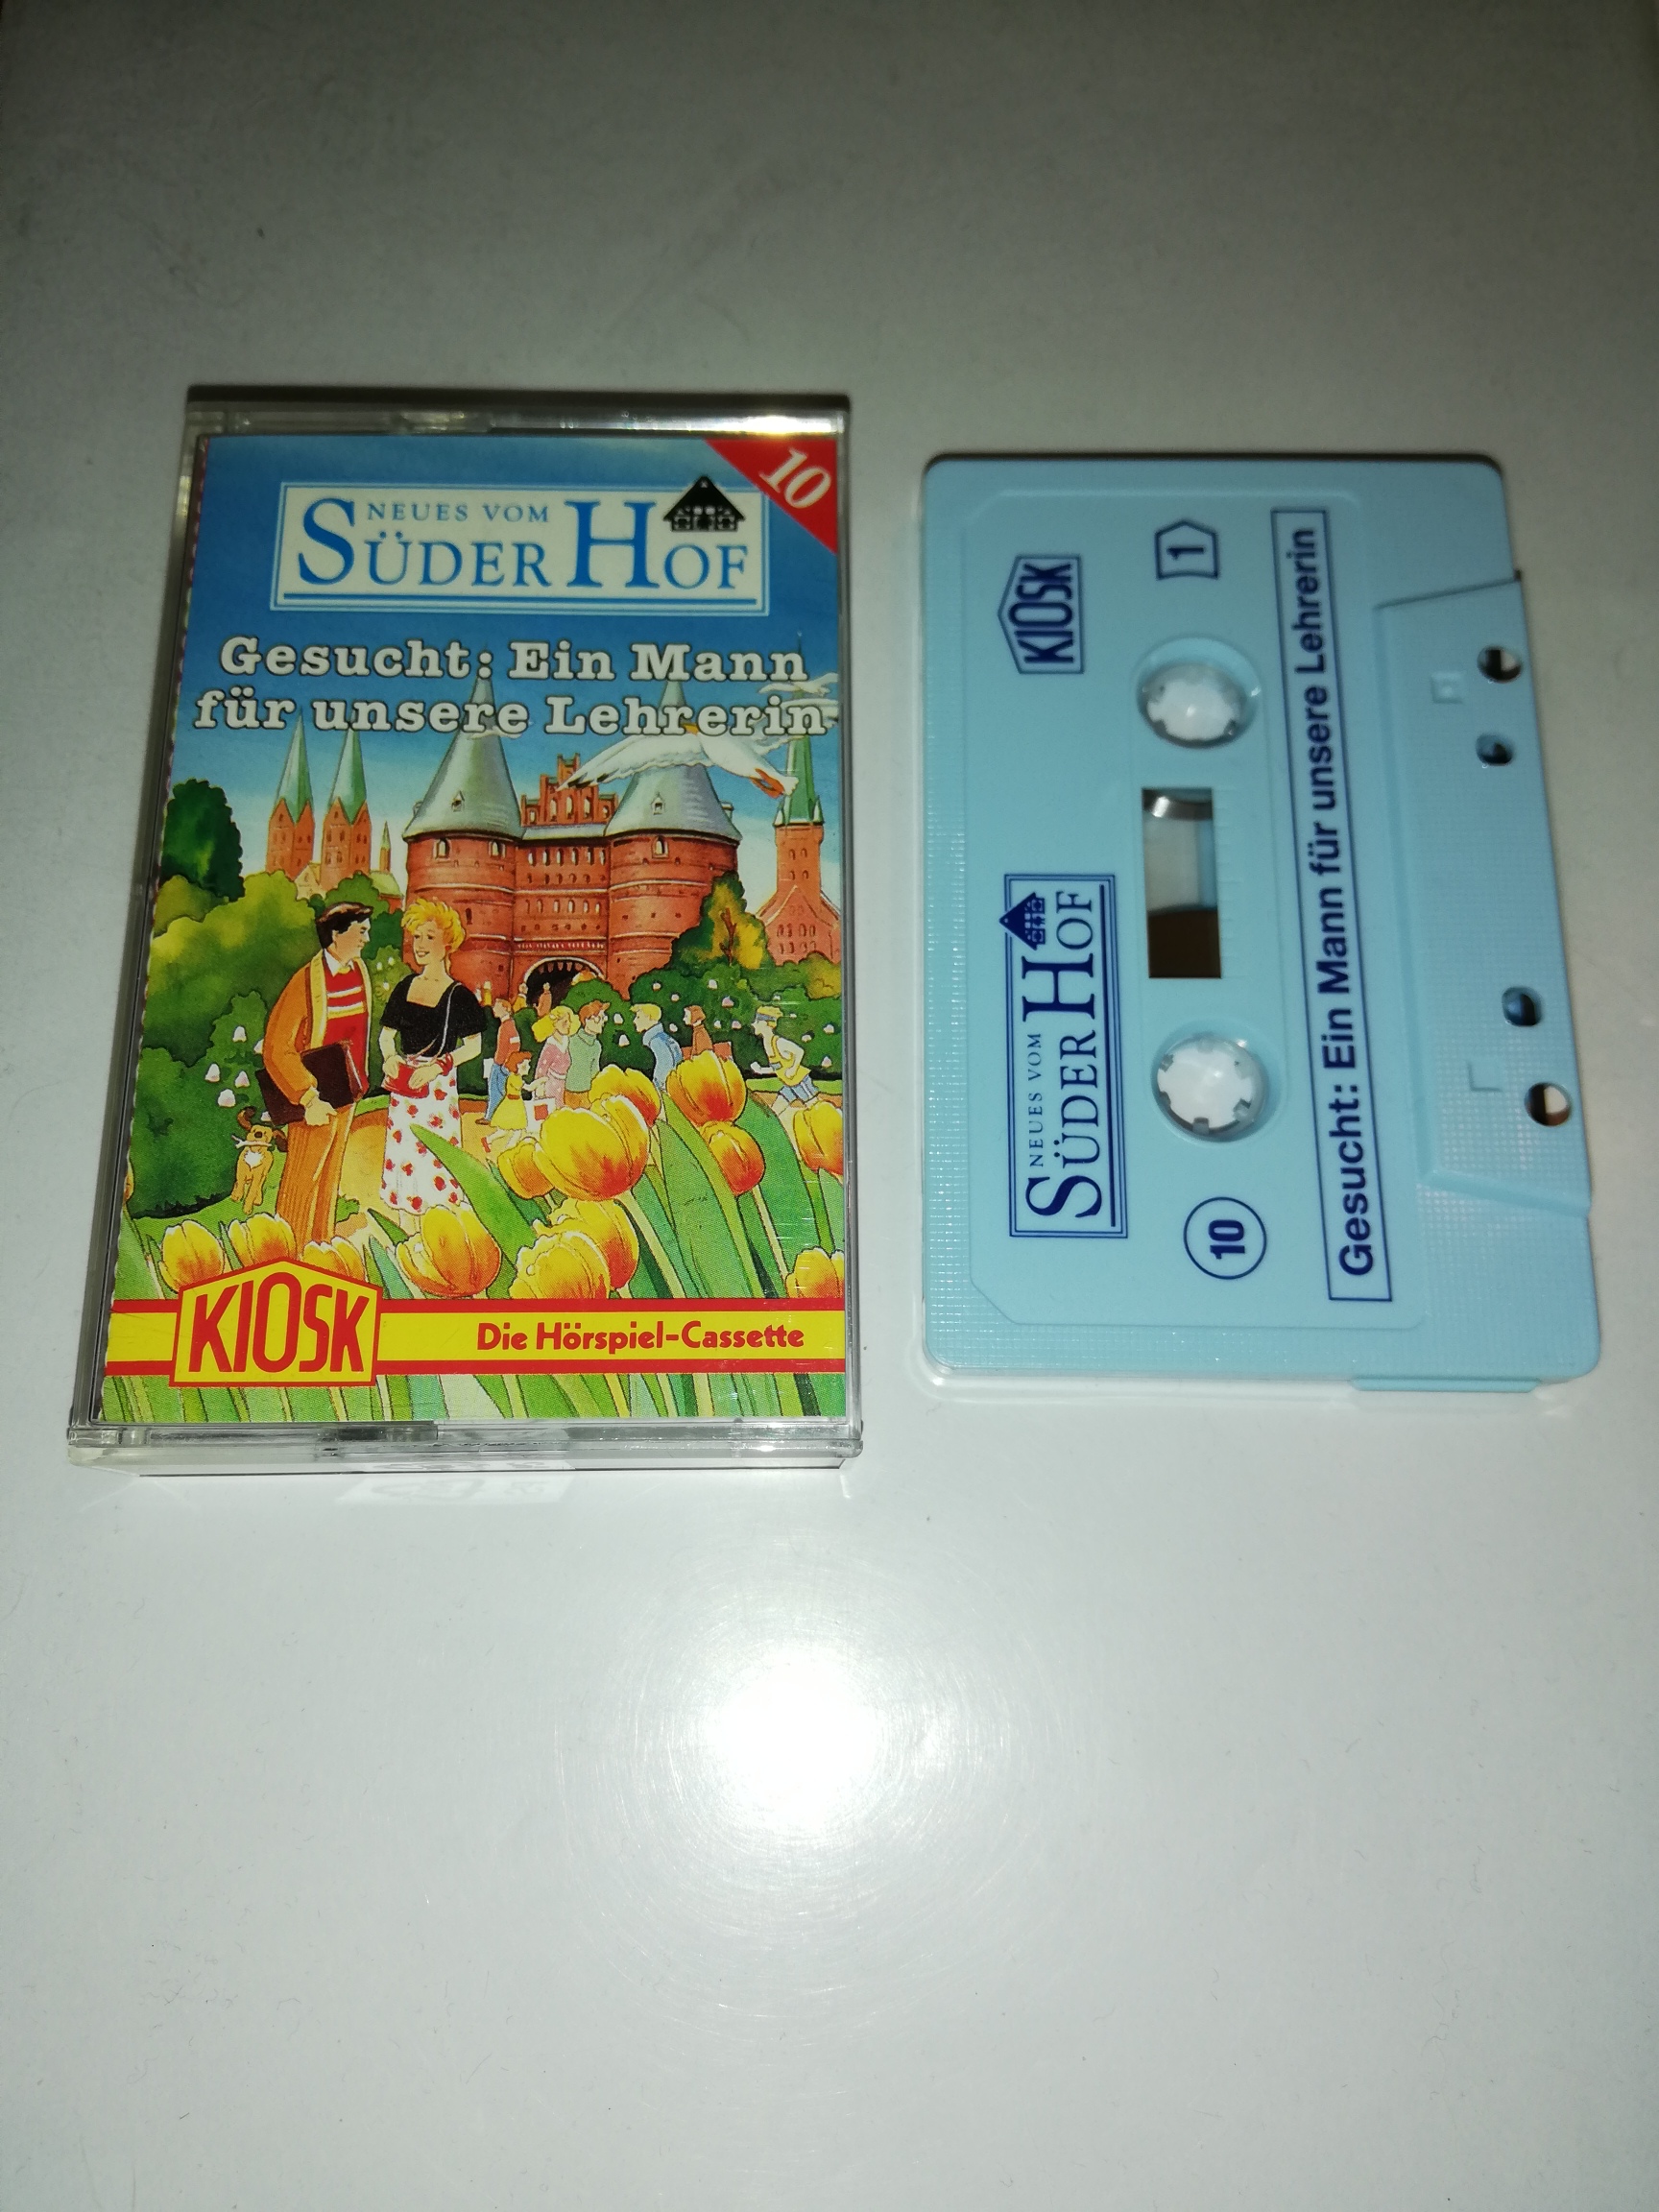 10
NEUES VOM
SÜDER HOF
Gesucht: Ein Mann
für unsere Lehrerin
KIOSK
Die Hörspiel-Cassette
KIOSK
NEUES VOM
SÜDER HOF
1
10
Gesucht: Ein Mann für unsere Lehrerin